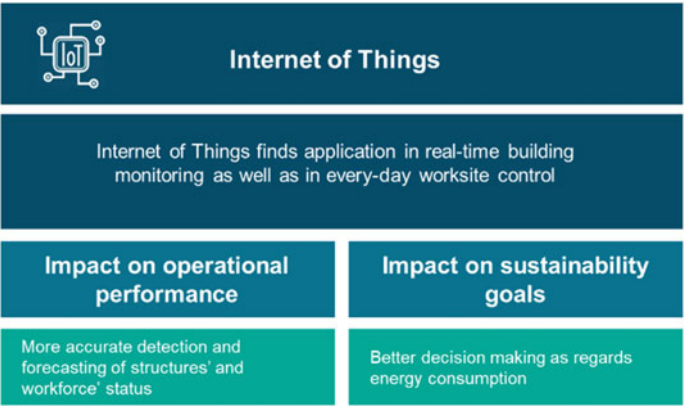 IoT
Internet of Things
Internet of Things finds application in real-time building
monitoring as well as in every-day worksite control
Impact on operational
performance
Impact on sustainability
goals
More accurate detection and
forecasting of structures' and
workforce' status
Better decision making as regards
energy consumption